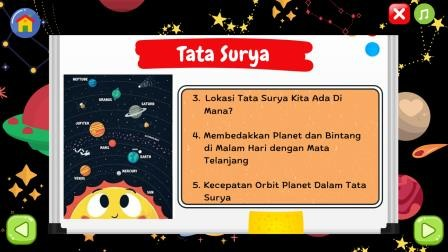 Tata Surya
NEPTUNE
URANUS
SATURN
JUPITER
MARS
EARTH
VENUS
MERCURY
SUN
3. Lokasi Tata Surya Kita Ada Di
Mana?
4. Membedakkan Planet dan Bintang
di Malam Hari dengan Mata
Telanjang
5. Kecepatan Orbit Planet Dalam Tata
Surya